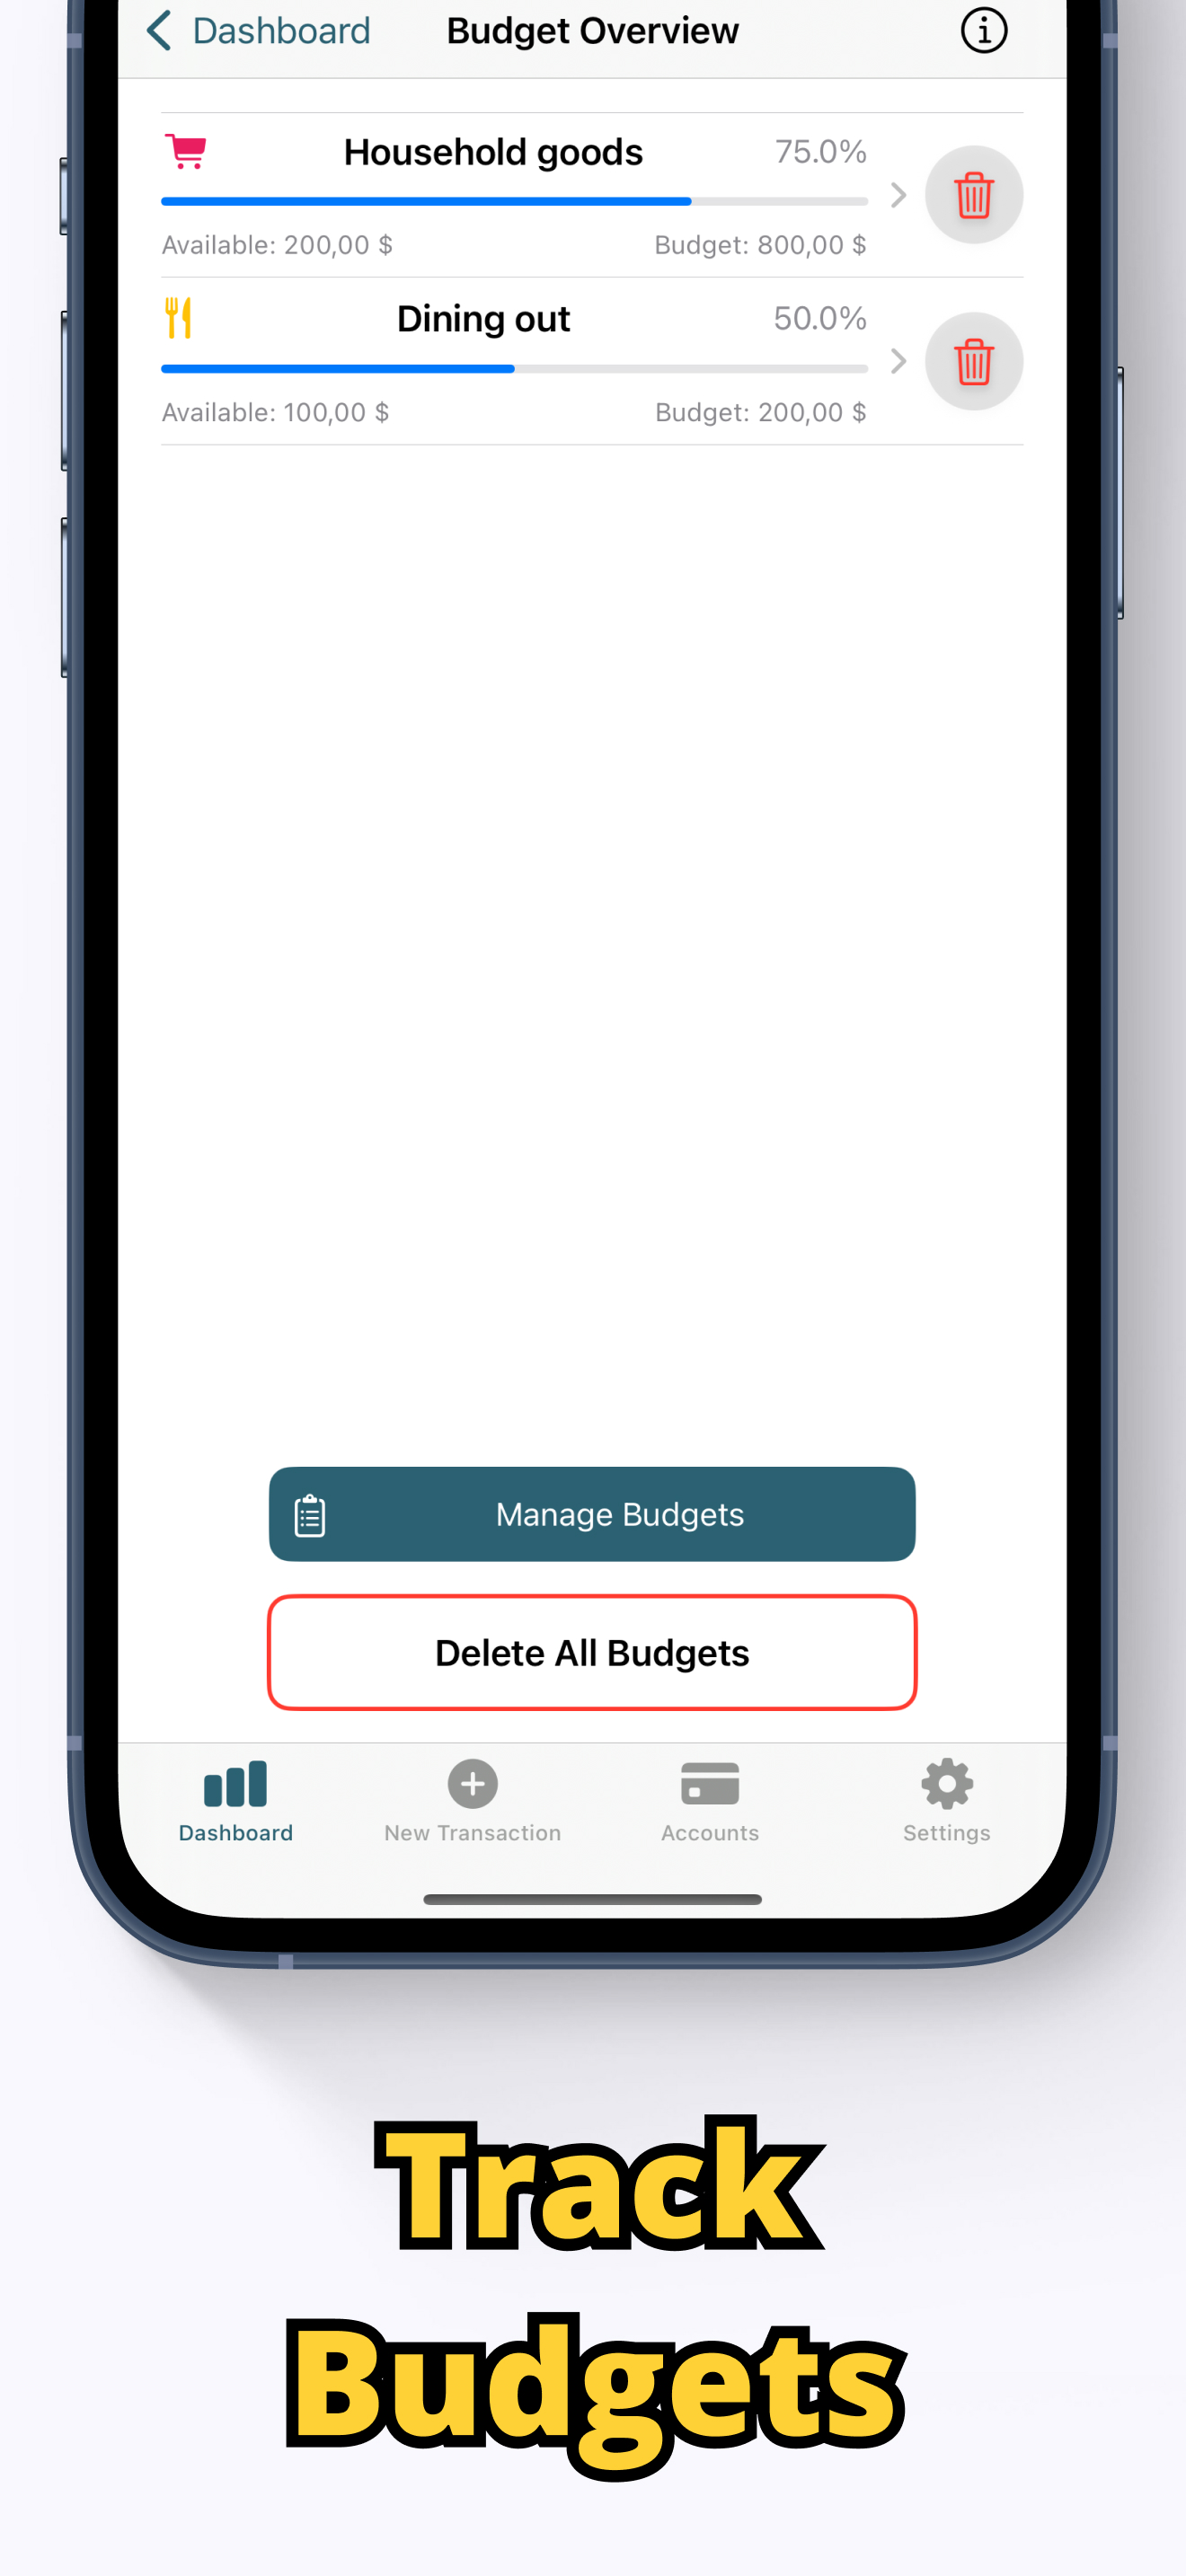 Dashboard Budget Overview
Household goods 75.0%
Available: 200,00 $ Budget: 800,00 $
Dining out 50.0%
Available: 100,00 $ Budget: 200,00 $
Manage Budgets
Delete All Budgets
Dashboard New Transaction Accounts Settings
Track
Budgets